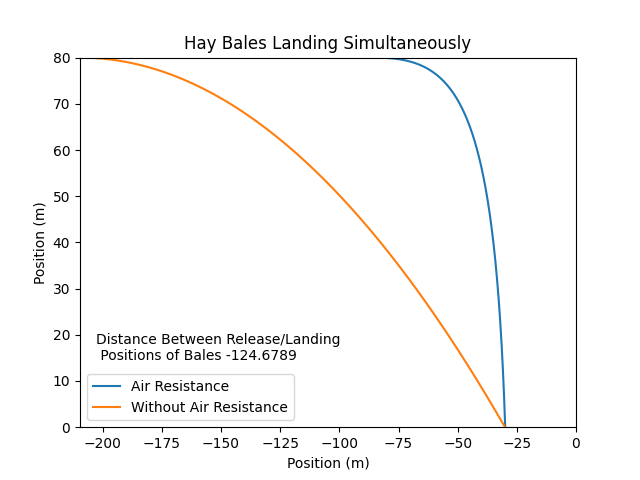 Hay Bales Landing Simultaneously
80
70
60
50
40
30
20
10
0
Position (m)
Distance Between Release/Landing
Positions of Bales -124.6789
Air Resistance
Without Air Resistance
−200
−175
−150
−125
−100
−75
−50
−25
0
Position (m)